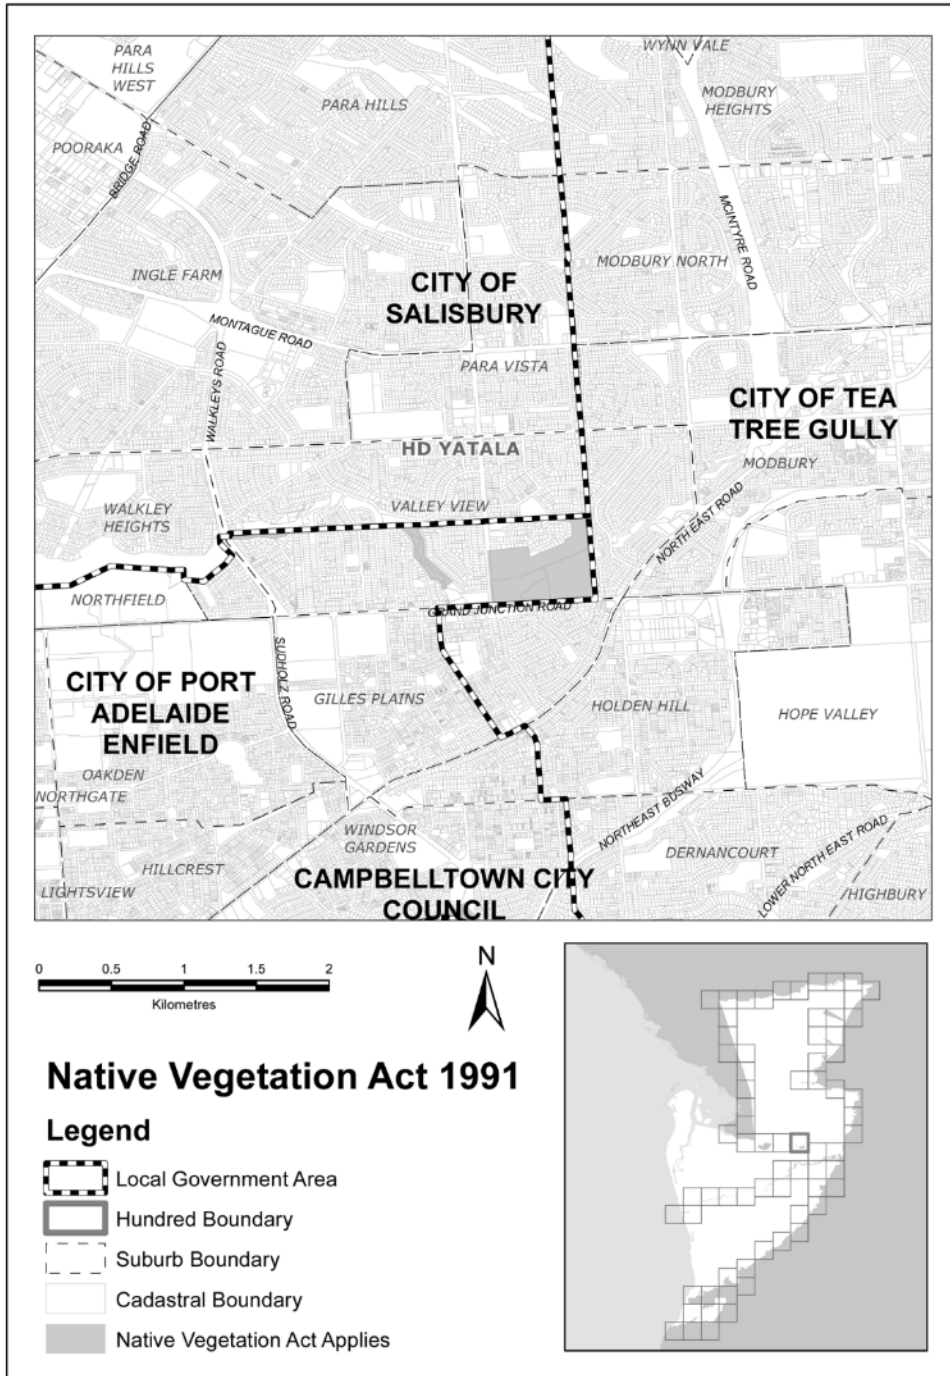 PARA
HILLS
WEST
WYNN VALE
PARA HILLS
MODBURY
HEIGHTS
POORAKA
BRIDGE ROAD
MCINTYRE ROAD
INGLE FARM
CITY OF
SALISBURY
MODBURY NORTH
MONTAGUE ROAD
WALKLEYS ROAD
PARA VISTA
CITY OF TEA
TREE GULLY
HD YATALA
MODBURY
WALKLEY
HEIGHTS
VALLEY VIEW
NORTH EAST ROAD
NORTHFIELD
GRAND JUNCTION ROAD
SUDHOLZ ROAD
CITY OF PORT
ADELAIDE
ENFIELD
GILLES PLAINS
HOLDEN HILL
HOPE VALLEY
OAKDEN
NORTHGATE
NORTHEAST BUSWAY
WINDSOR
GARDENS
HILLCREST
DERNANCOURT
LOWER NORTH EAST ROAD
LIGHTSVIEW
CAMPBELLTOWN CITY
COUNCIL
HIGHBURY
0 0.5 1 1.5 2
Kilometres
N
Native Vegetation Act 1991
Legend
Local Government Area
Hundred Boundary
Suburb Boundary
Cadastral Boundary
Native Vegetation Act Applies